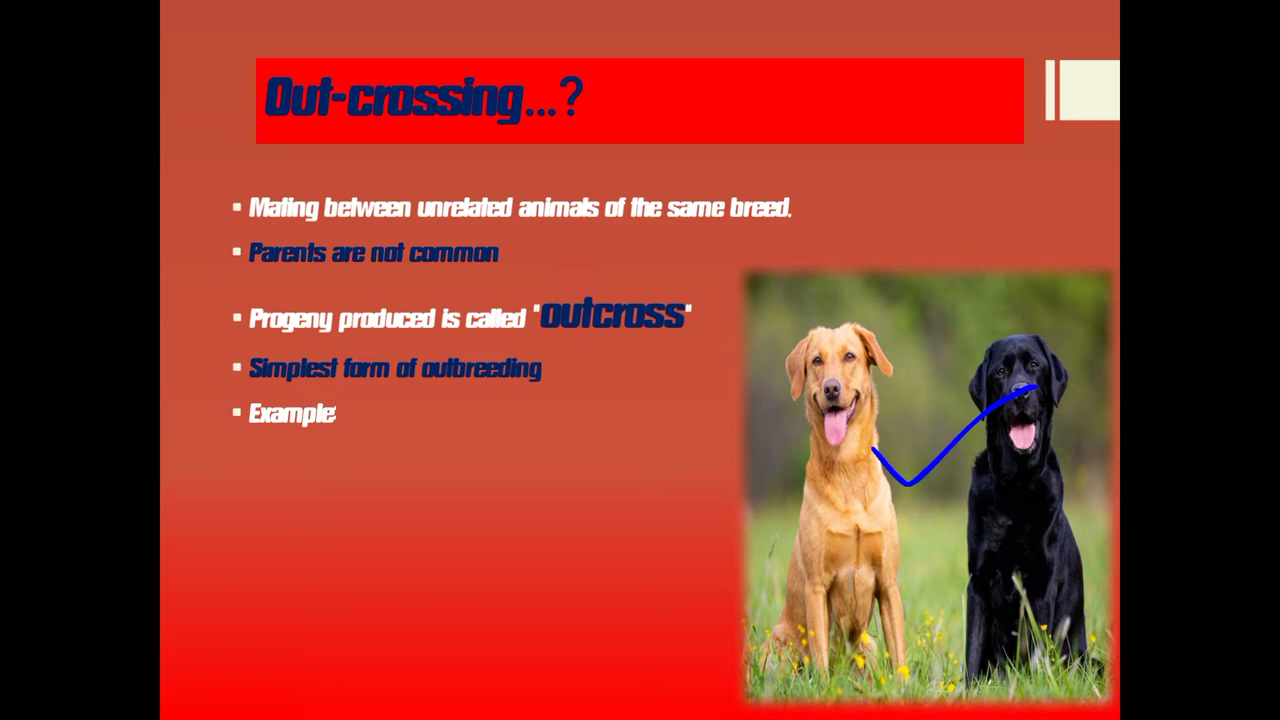 Out-crossing...?
Mating between unrelated animals of the same breed.
Parents are not common
Progeny produced is called "outcross"
Simplest form of outbreeding
Example: